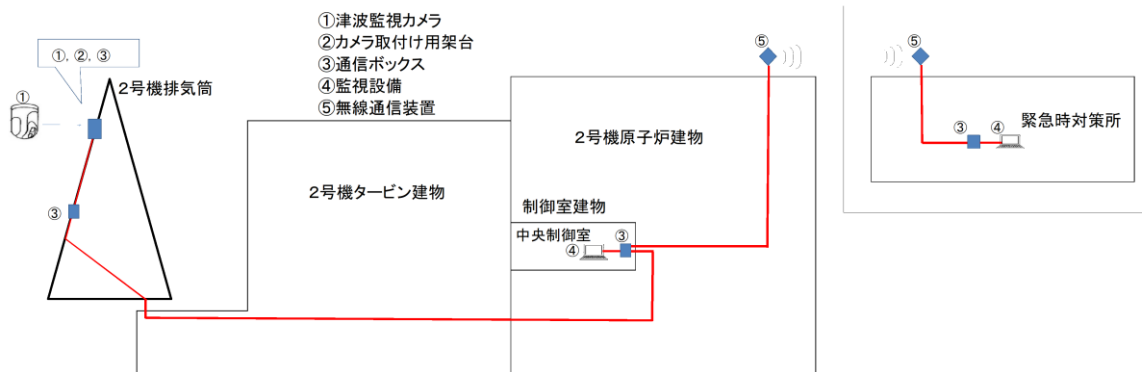 ①津波監視カメラ
②カメラ取付け用架台
③通信ボックス
④監視設備
⑤無線通信装置
①. ②. ③
2号機排気筒
①
③
2号機タービン建物
2号機原子炉建物
制御室建物
中央制御室
③
④
⑤
⑤
緊急時対策所
③
④